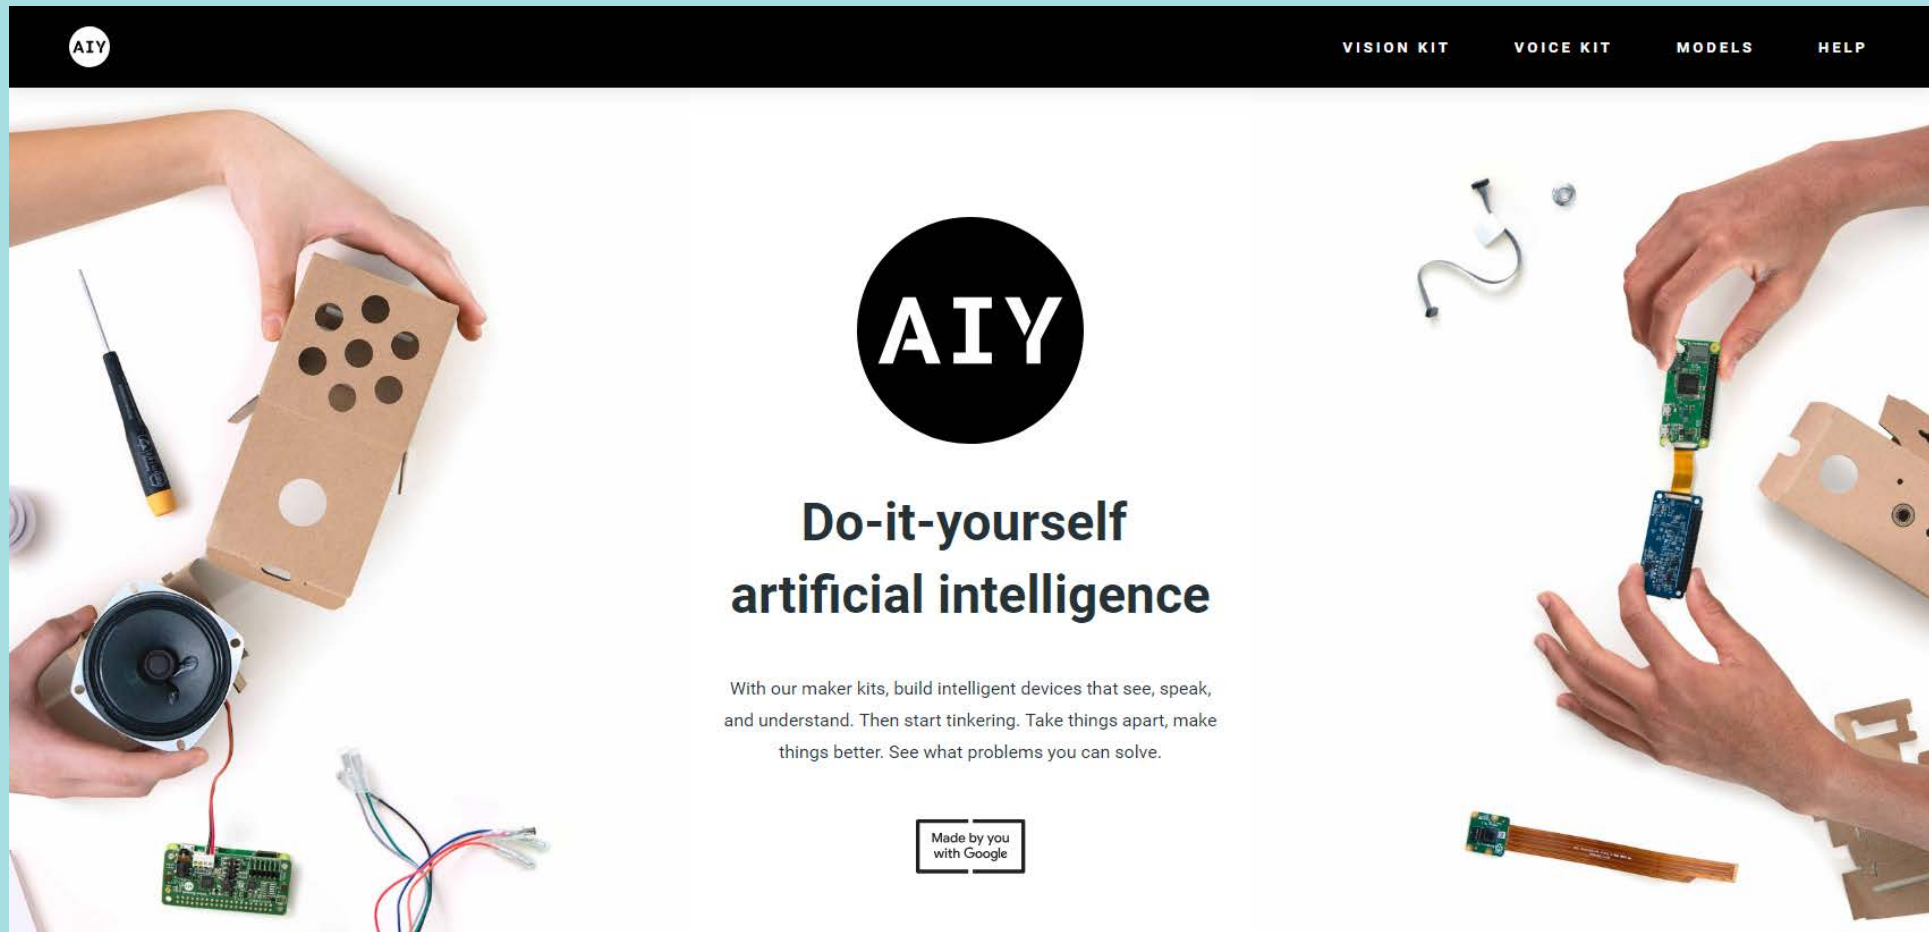 AIY
VISION KIT
VOICE KIT
MODELS
HELP
AIY
Do-it-yourself
artificial intelligence
With our maker kits, build intelligent devices that see, speak,
and understand. Then start tinkering. Take things apart, make
things better. See what problems you can solve.
Made by you
with Google